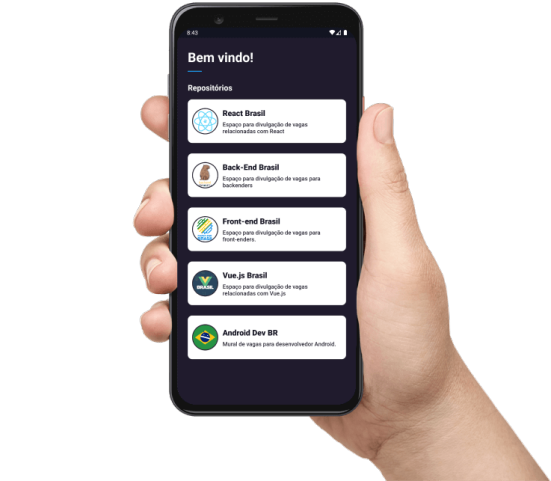 8:43
Bem vindo!
Repositórios
React Brasil
Espaço para divulgação de vagas
relacionadas com React
Back-End Brasil
Espaço para divulgação de vagas para
backenders
Front-end Brasil
Espaço para divulgação de vagas para
front-enders.
Vue.js Brasil
BRASIL
Espaço para divulgação de vagas
relacionadas com Vue.js
Android Dev BR
Mural de vagas para desenvolvedor Android.